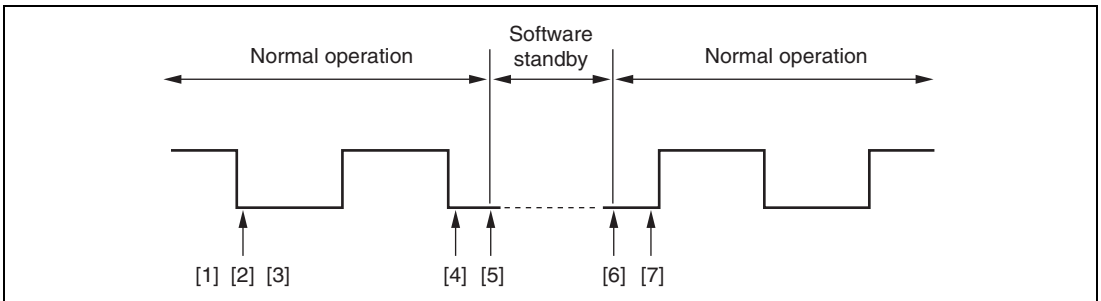 Software
Normal operation
standby
Normal operation
[1] [2] [3]
[4] [5]
[6] [7]